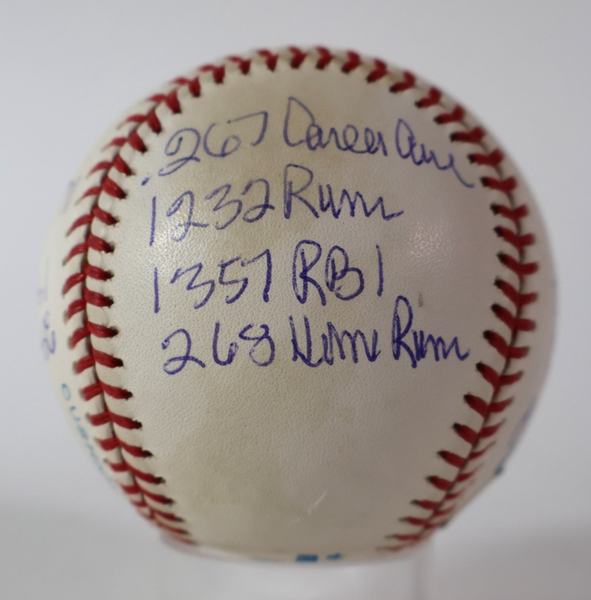 .267 Career Ave
1232 Runs
1357 RBI
268 Home Runs